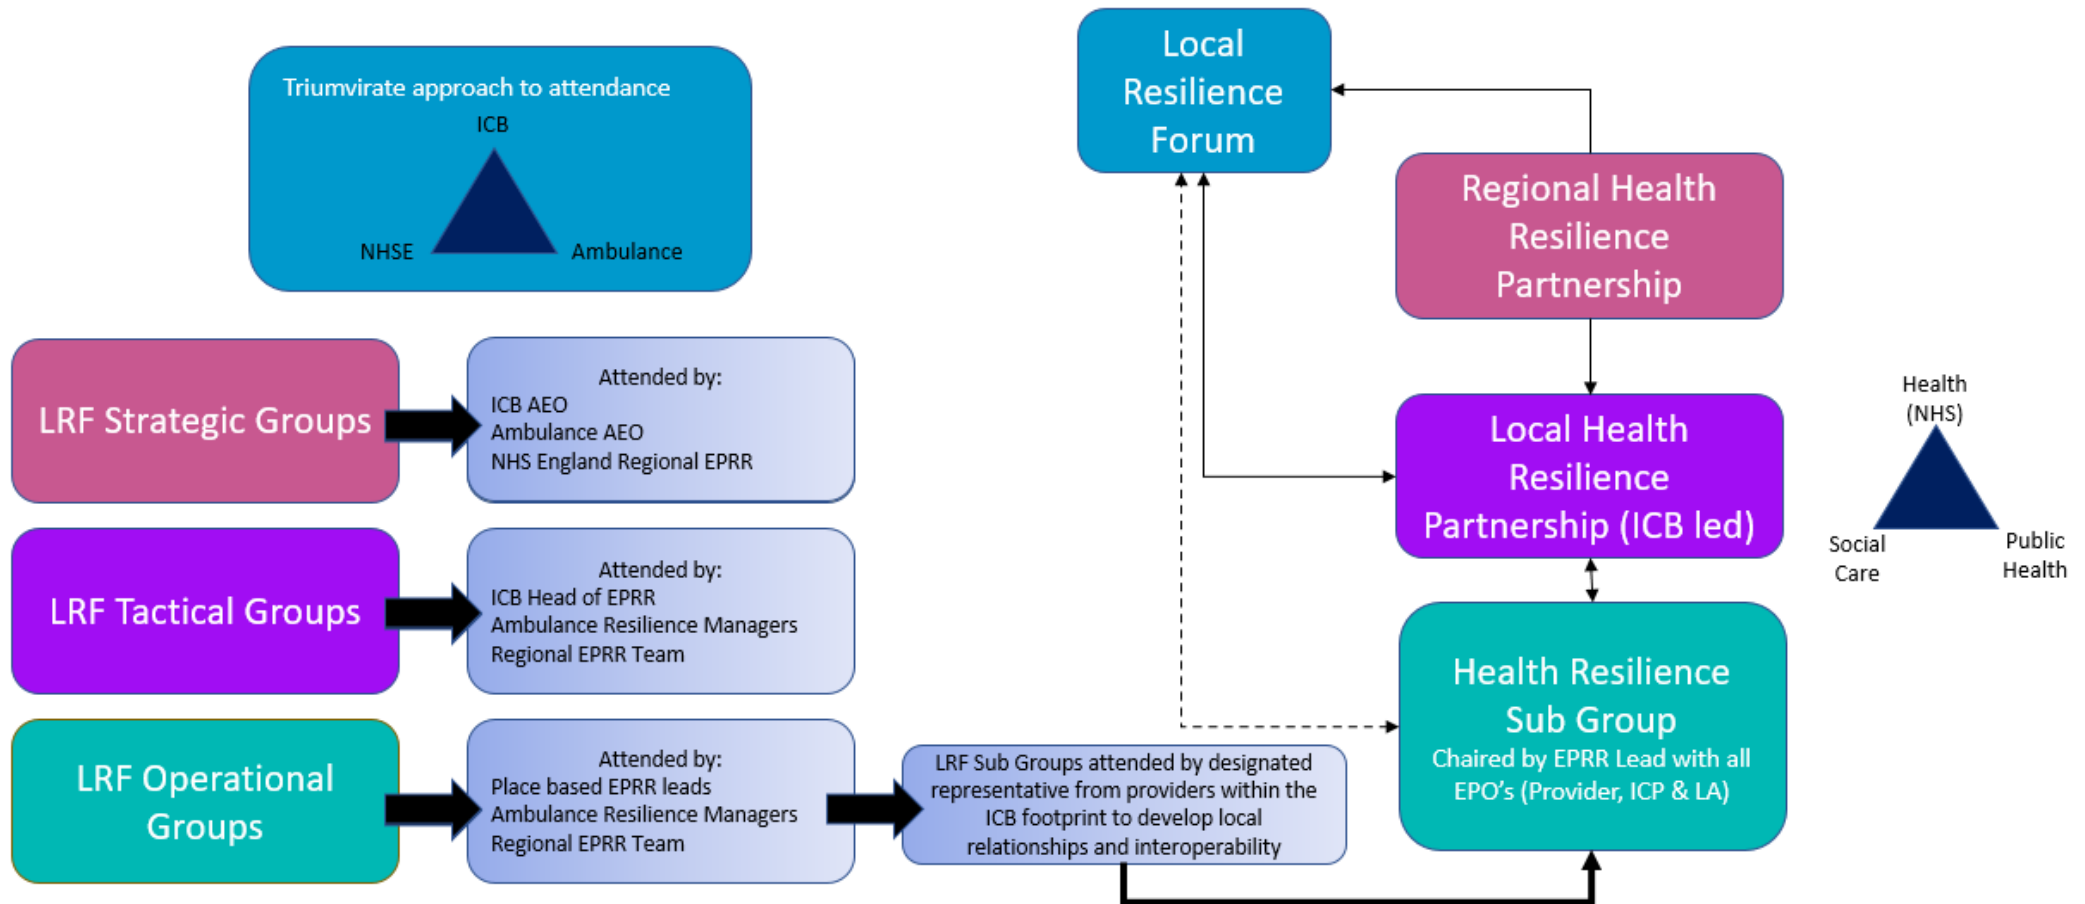 Triumvirate approach to attendance
ICB
NHSE
Ambulance
LRF Strategic Groups
Attended by:
ICB AEO
Ambulance AEO
NHS England Regional EPRR
LRF Tactical Groups
Attended by:
ICB Head of EPRR
Ambulance Resilience Managers
Regional EPRR Team
LRF Operational
Groups
Attended by:
Place based EPRR leads
Ambulance Resilience Managers
Regional EPRR Team
LRF Sub Groups attended by designated
representative from providers within the
ICB footprint to develop local
relationships and interoperability
Local
Resilience
Forum
Regional Health
Resilience
Partnership
Local Health
Resilience
Partnership (ICB led)
Health Resilience
Sub Group
Chaired by EPRR Lead with all
EPO’s (Provider, ICP & LA)
Health
(NHS)
Social
Care
Public
Health